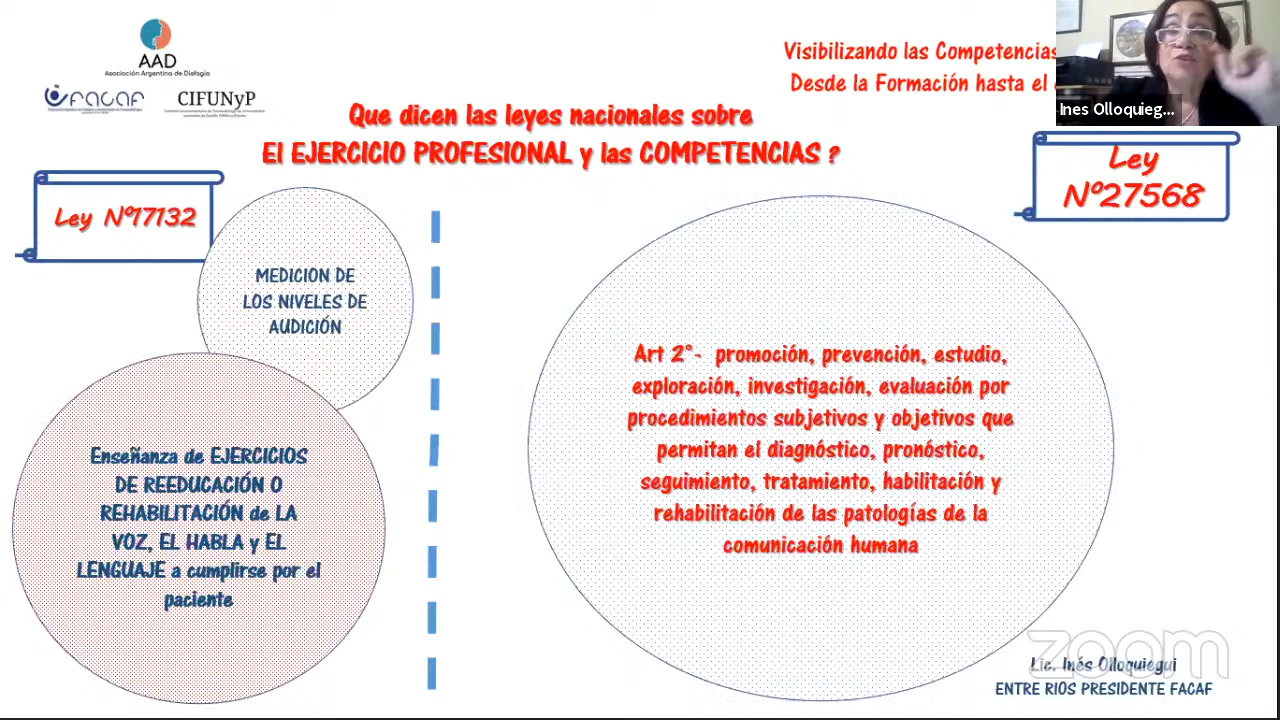 AAD
Asociación Argentina de Disfagia
FACAF
CIFUNyP
Visibilizando las Competencias
Desde la Formación hasta el
Ines Olloquieg...
Que dicen las leyes nacionales sobre
El EJERCICIO PROFESIONAL y las COMPETENCIAS ?
Ley Nº17132
Ley
Nº27568
MEDICION DE
LOS NIVELES DE
AUDICIÓN
Enseñanza de EJERCICIOS
DE REEDUCACIÓN O
REHABILITACIÓN de LA
VOZ, EL HABLA y EL
LENGUAJE a cumplirse por el
paciente
Art 2°- promoción, prevención, estudio,
exploración, investigación, evaluación por
procedimientos subjetivos y objetivos que
permitan el diagnóstico, pronóstico,
seguimiento, tratamiento, habilitación y
rehabilitación de las patologías de la
comunicación humana
zoom
Lic. Inés Olloquiegui
ENTRE RIOS PRESIDENTE FACAF